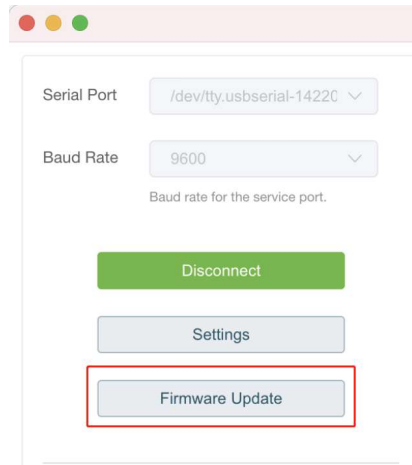 Serial Port
/dev/tty.usbserial-14220
Baud Rate
9600
Baud rate for the service port.
Disconnect
Settings
Firmware Update